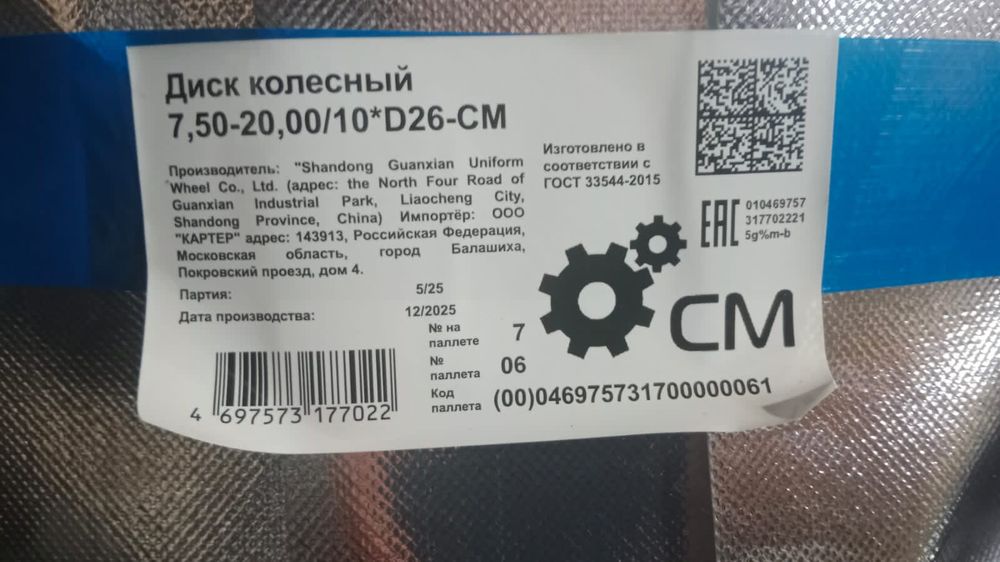 Диск колесный
7,50-20,00/10*D26-СМ
Производитель: "Shandong Guanxian Uniform
Wheel Co., Ltd. (адрес: the North Four Road of
Guanxian Industrial Park, Liaocheng City,
Shandong Province, China) Импортёр: ООО
"КАРТЕР" адрес: 143913, Российская Федерация,
Московская область, город Балашиха,
Покровский проезд, дом 4.
Партия: 5/25
Дата производства: 12/2025
Изготовлено в
соответствии с
ГОСТ 33544-2015
EAC
010469757
317702221
5g%m-b
СМ
№ на
паллете 7
№
паллета 06
Код
паллета (00)046975731700000061
4 697573 177022